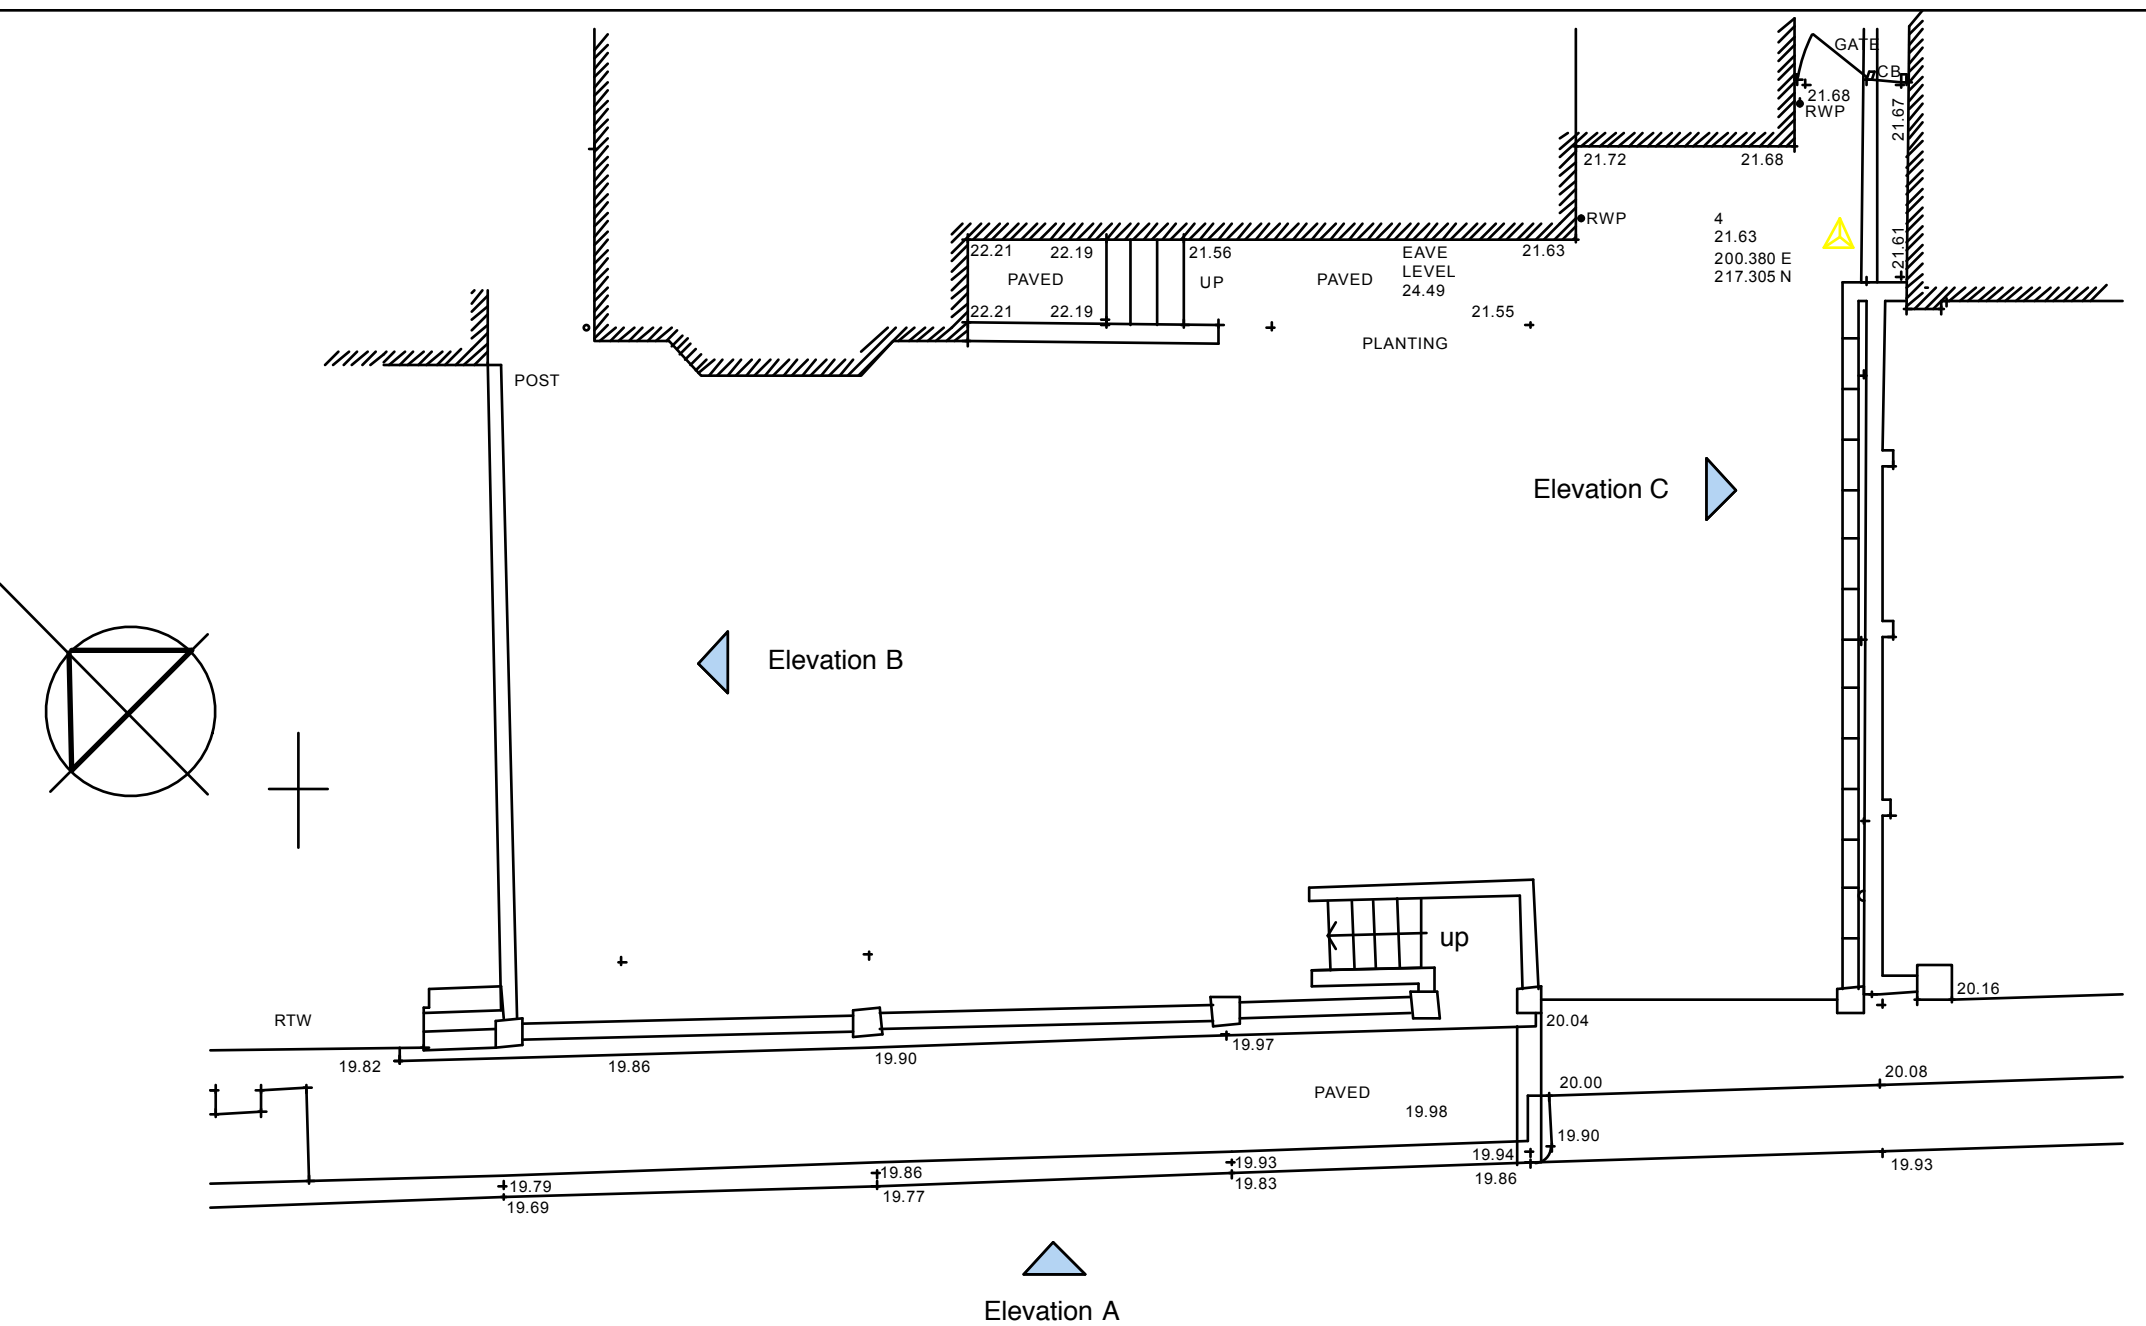 GATE
CB
21.68
RWP
21.67
21.72
21.68
RWP
4
21.63
200.380 E
217.305 N
21.61
22.21
22.19
21.56
EAVE
LEVEL
24.49
21.63
PAVED
UP
PAVED
22.21
22.19
21.55
PLANTING
POST
Elevation C
Elevation B
up
20.16
RTW
20.04
19.82
19.86
19.90
19.97
PAVED
19.98
20.00
20.08
19.90
19.94
19.93
19.86
19.79
19.86
19.93
19.69
19.77
19.83
Elevation A